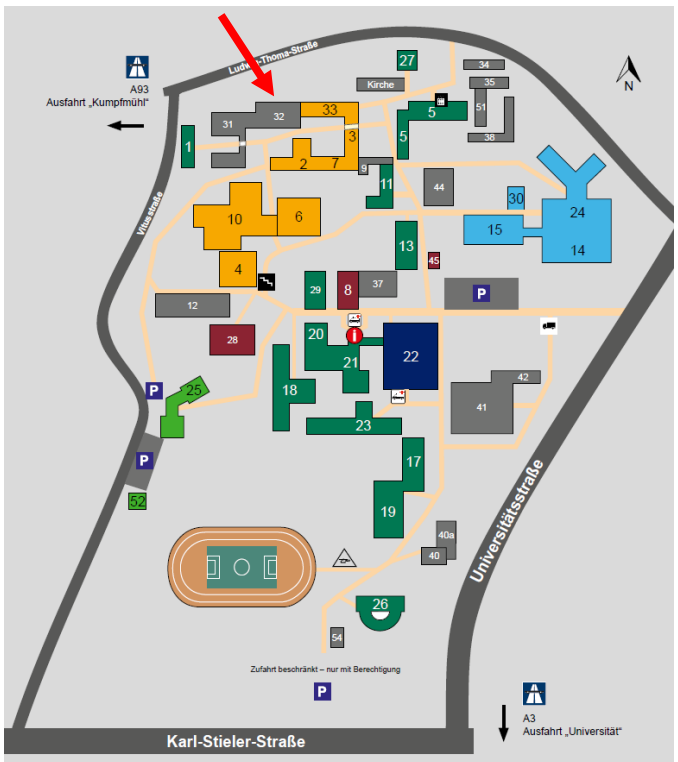 Ludwig-Thoma-Straße
A93
Ausfahrt „Kumpfmühl“
N
27
34
Kirche
35
33
5
32
51
31
3
5
38
1
2
7
9
11
44
30
24
10
6
15
13
14
Vitusstraße
4
45
29
8
37
P
12
28
20
i
21
22
42
18
P
25
41
23
P
17
52
19
Universitätsstraße
40a
40
26
54
Zufahrt beschränkt – nur mit Berechtigung
P
A3
Ausfahrt „Universität“
Karl-Stieler-Straße